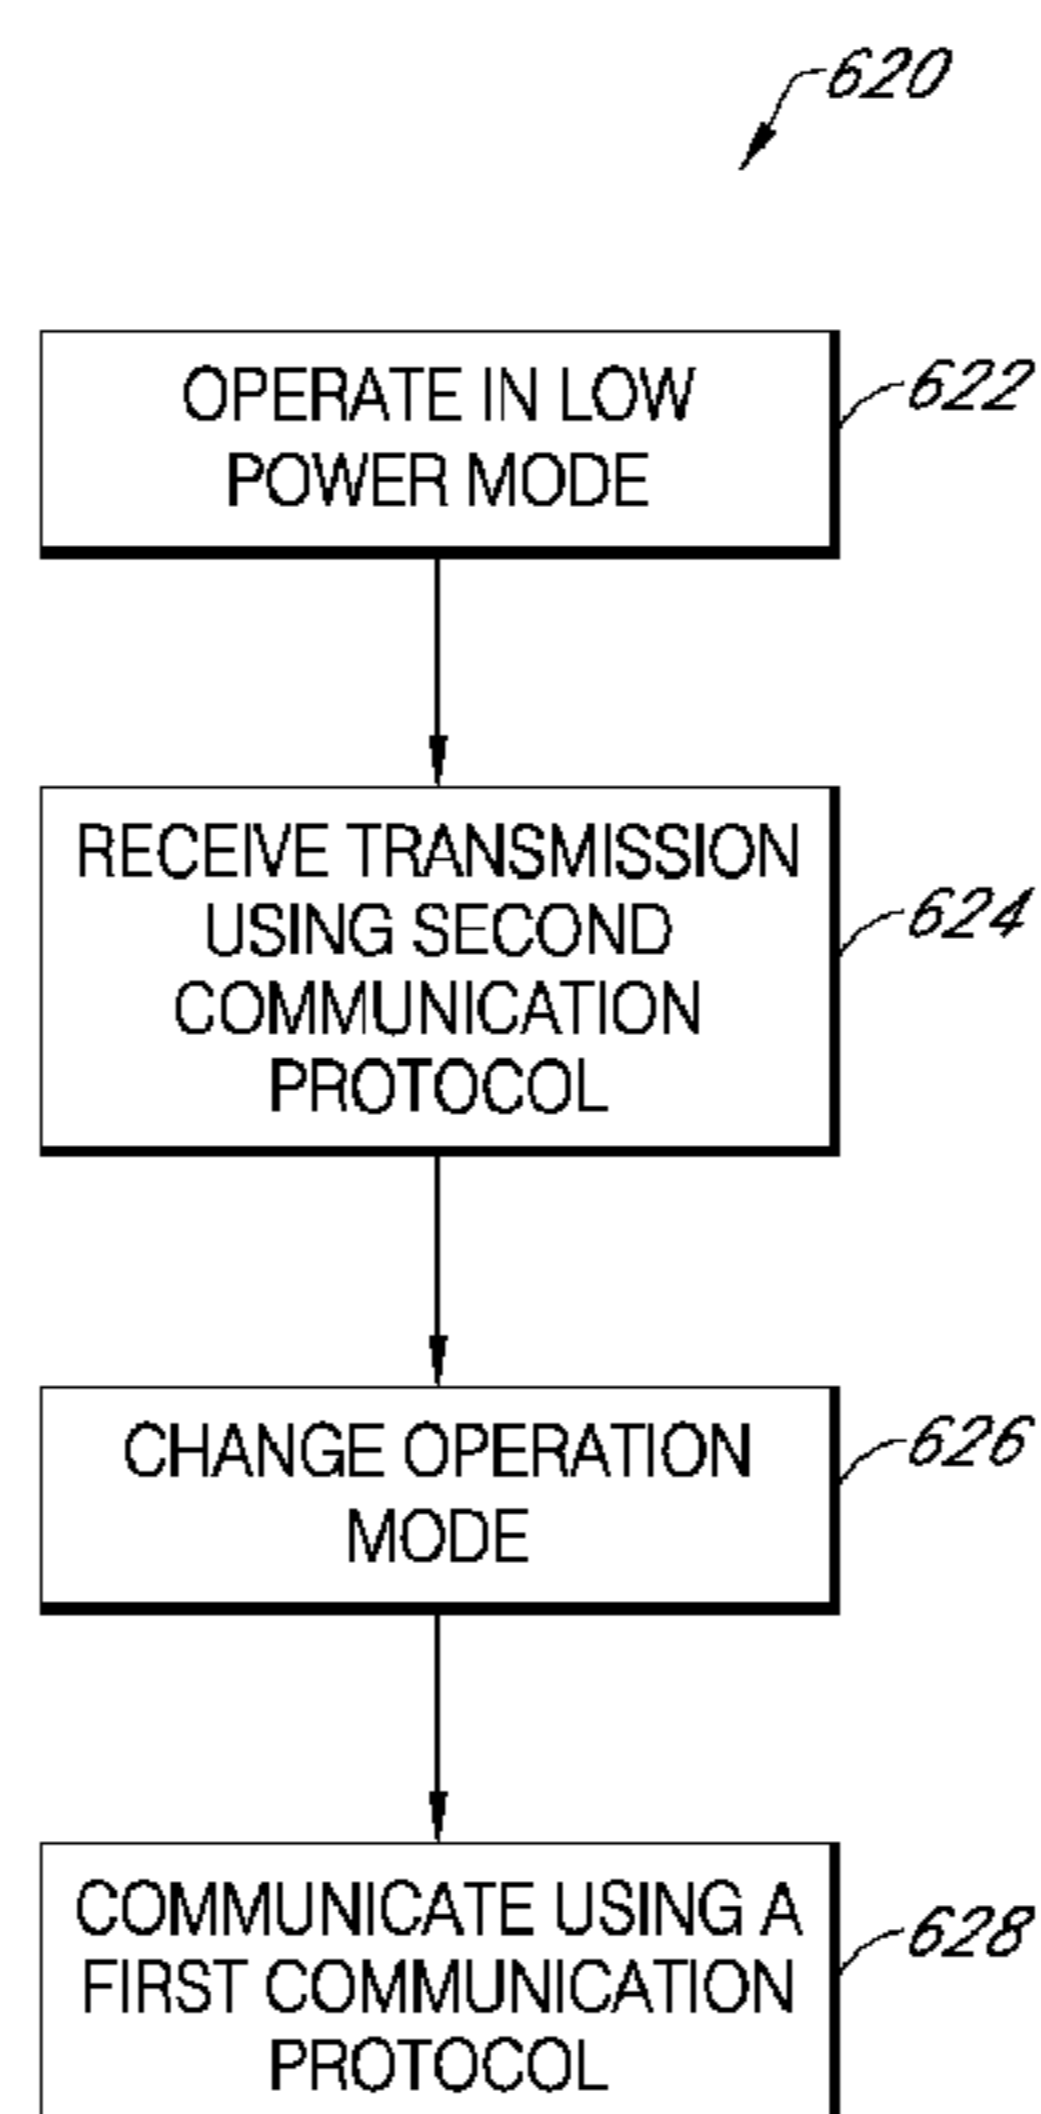 620
OPERATE IN LOW
POWER MODE
622
RECEIVE TRANSMISSION
USING SECOND
COMMUNICATION
PROTOCOL
624
CHANGE OPERATION
MODE
626
COMMUNICATE USING A
FIRST COMMUNICATION
PROTOCOL
628